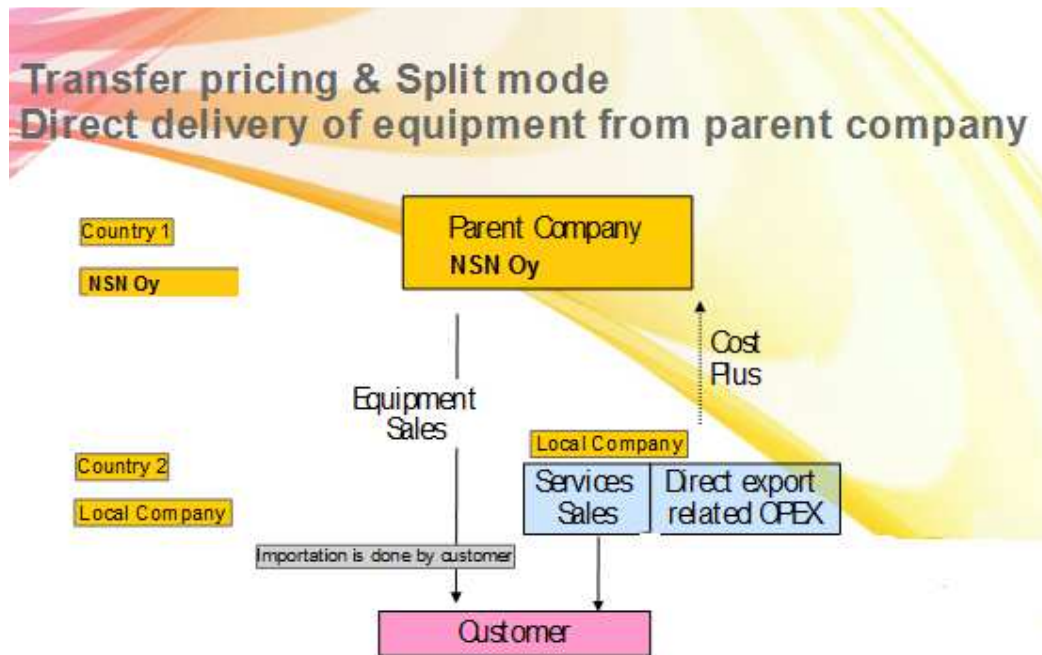 Transfer pricing & Split mode
Direct delivery of equipment from parent company
Country 1
NSN Oy
Parent Company
NSN Oy
Cost
Plus
Equipment
Sales
Country 2
Local Company
Local Company
Services
Sales
Direct export
related OPEX
Importation is done by customer
Customer